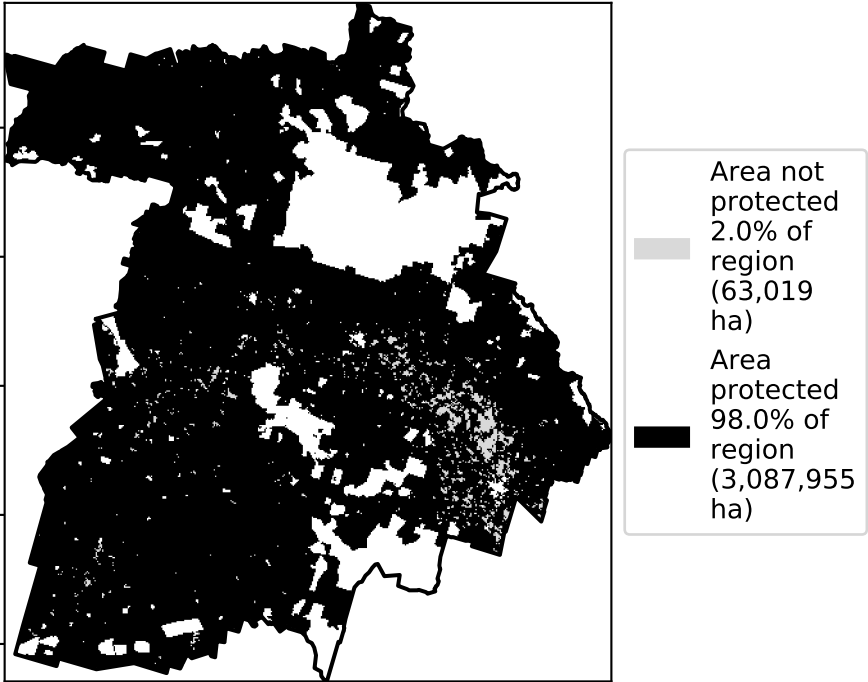 Area not
protected
2.0% of
region
(63,019
ha)
Area
protected
98.0% of
region
(3,087,955
ha)